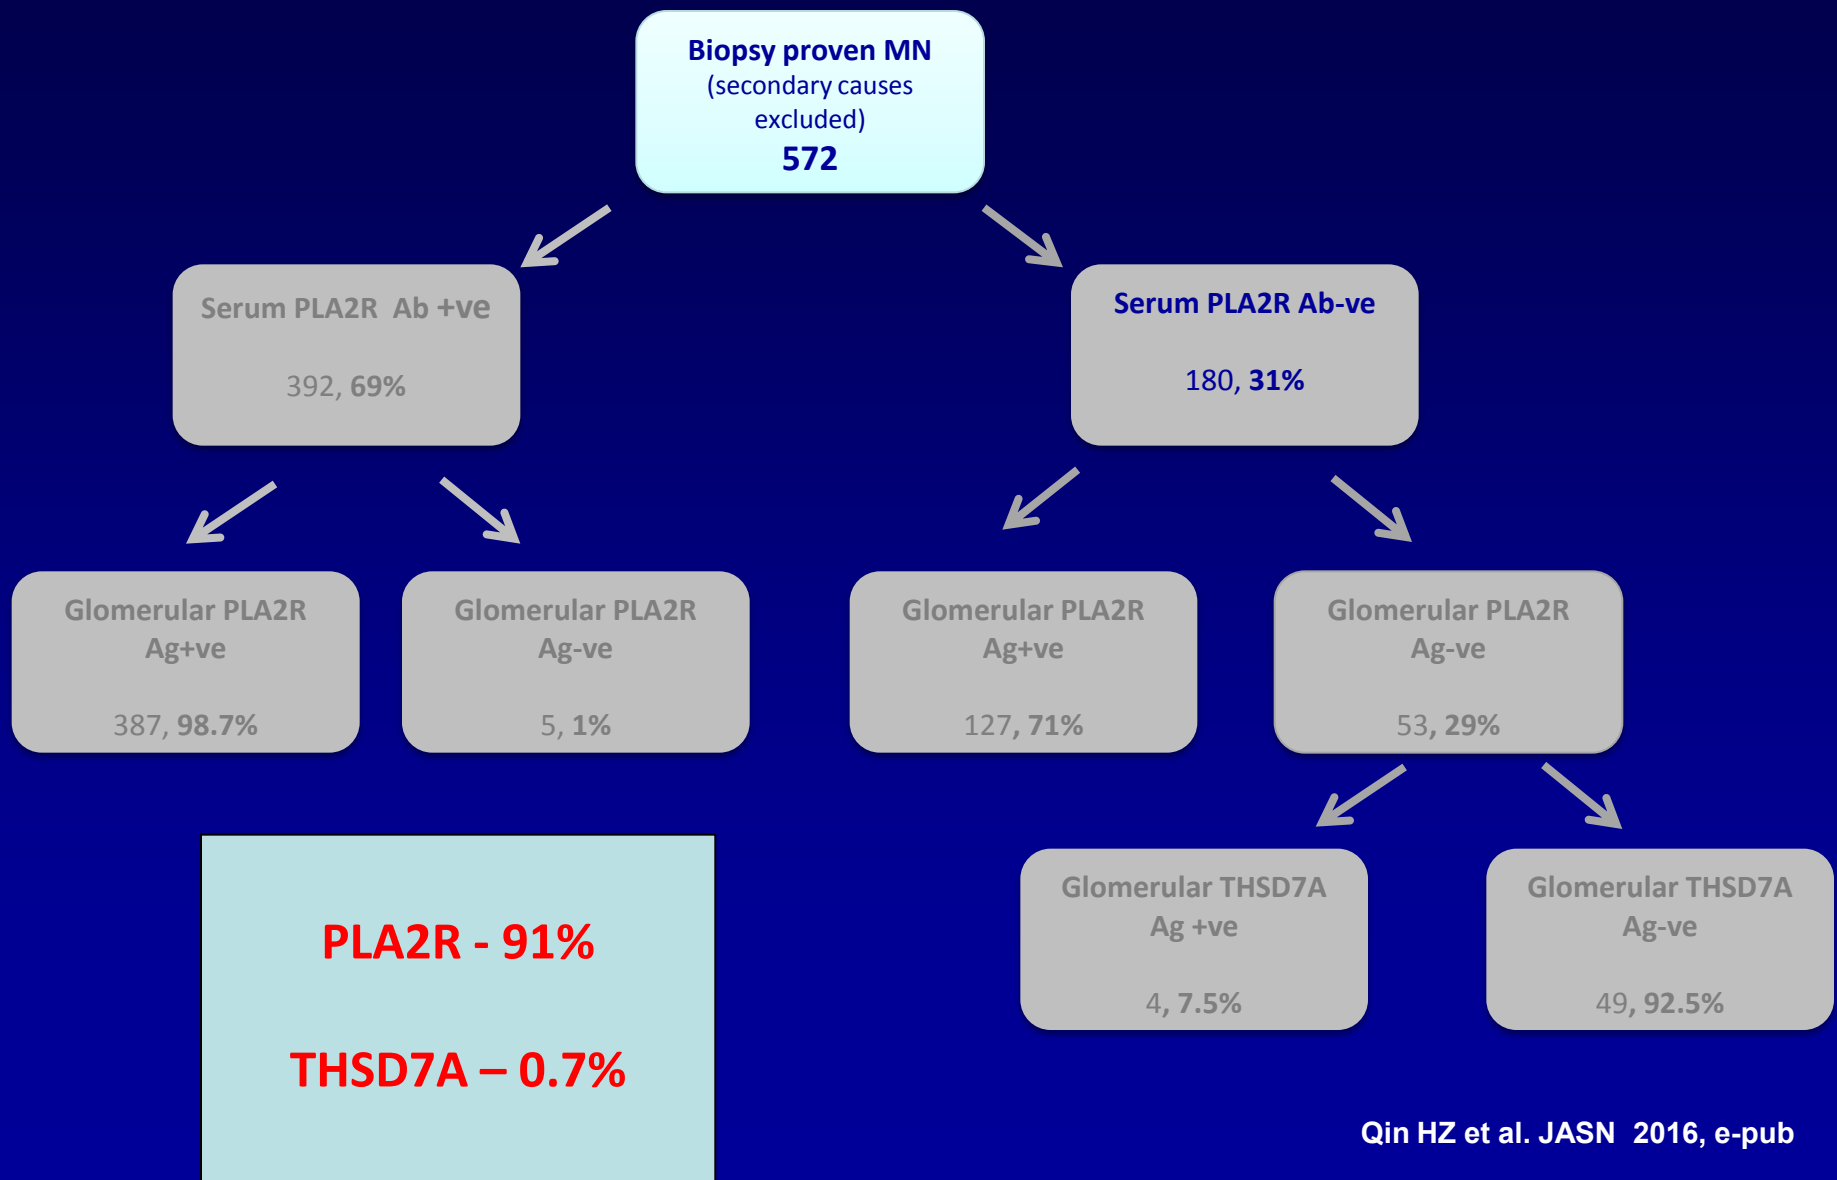 Biopsy proven MN
(secondary causes
excluded)
572
Serum PLA2R  Ab +ve
392, 69%
Serum PLA2R Ab-ve
180, 31%
Glomerular PLA2R
Ag+ve
387, 98.7%
Glomerular PLA2R
Ag-ve
5, 1%
Glomerular PLA2R
Ag+ve
127, 71%
Glomerular PLA2R
Ag-ve
53, 29%
Glomerular THSD7A
Ag +ve
4, 7.5%
Glomerular THSD7A
Ag-ve
49, 92.5%
PLA2R - 91%
THSD7A – 0.7%
Qin HZ et al. JASN  2016, e-pub